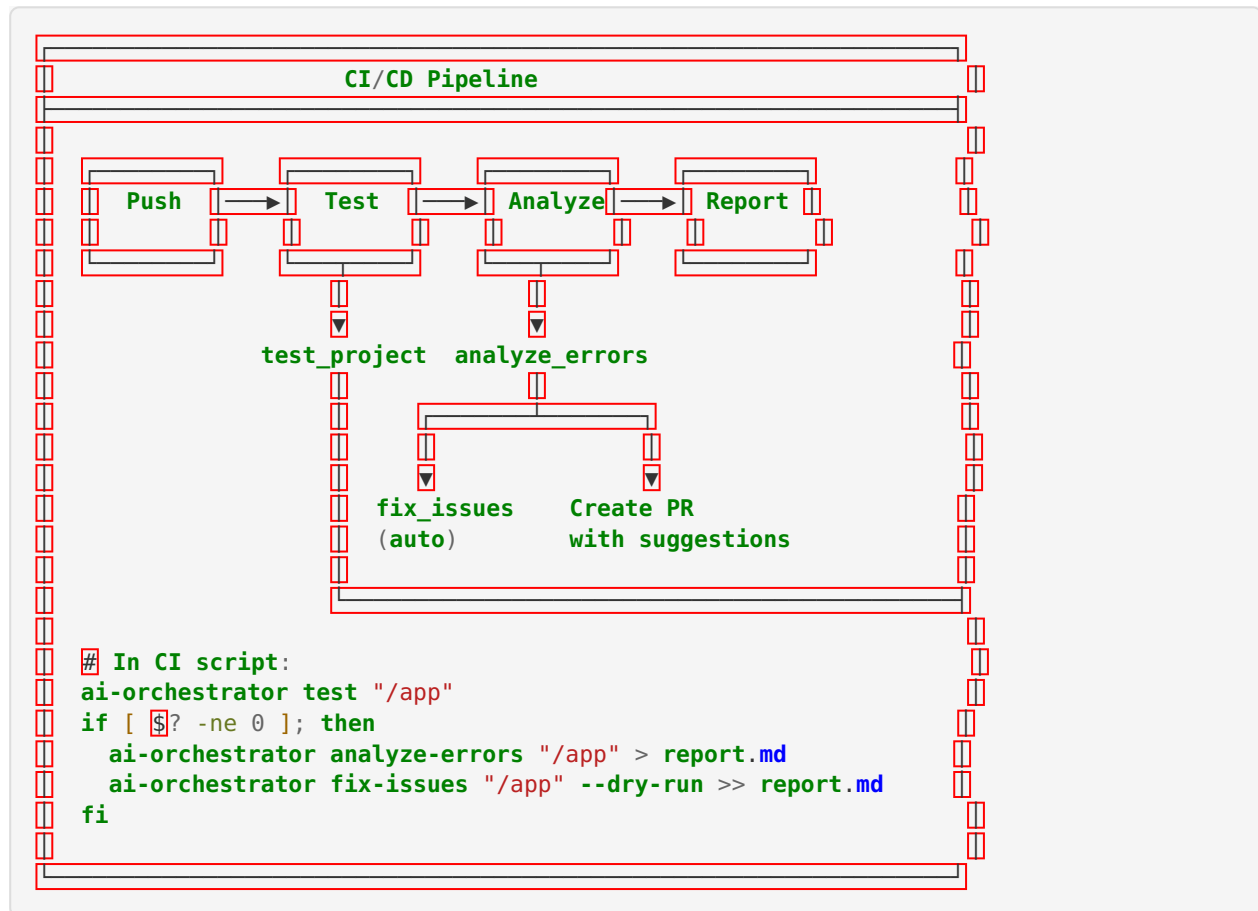 CI/CD Pipeline
Push Test Analyze Report
test_project analyze_errors
fix_issues Create PR
(auto) with suggestions
# In CI script:
ai-orchestrator test "/app"
if [ $? -ne 0 ]; then
ai-orchestrator analyze-errors "/app" > report.md
ai-orchestrator fix-issues "/app" --dry-run >> report.md
fi